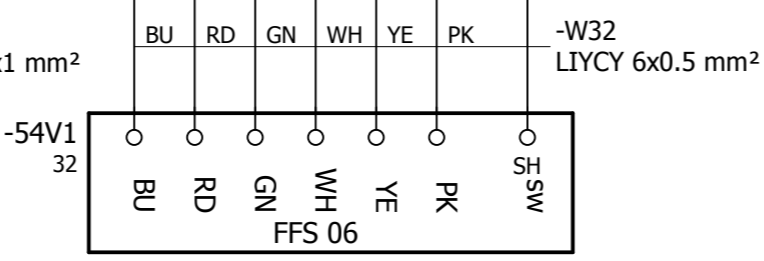 BU RD GN WH YE PK -W32
x1 mm² LIYCY 6x0.5 mm²
-54V1
32 SH
BU RD GN WH YE PK SW
FFS 06